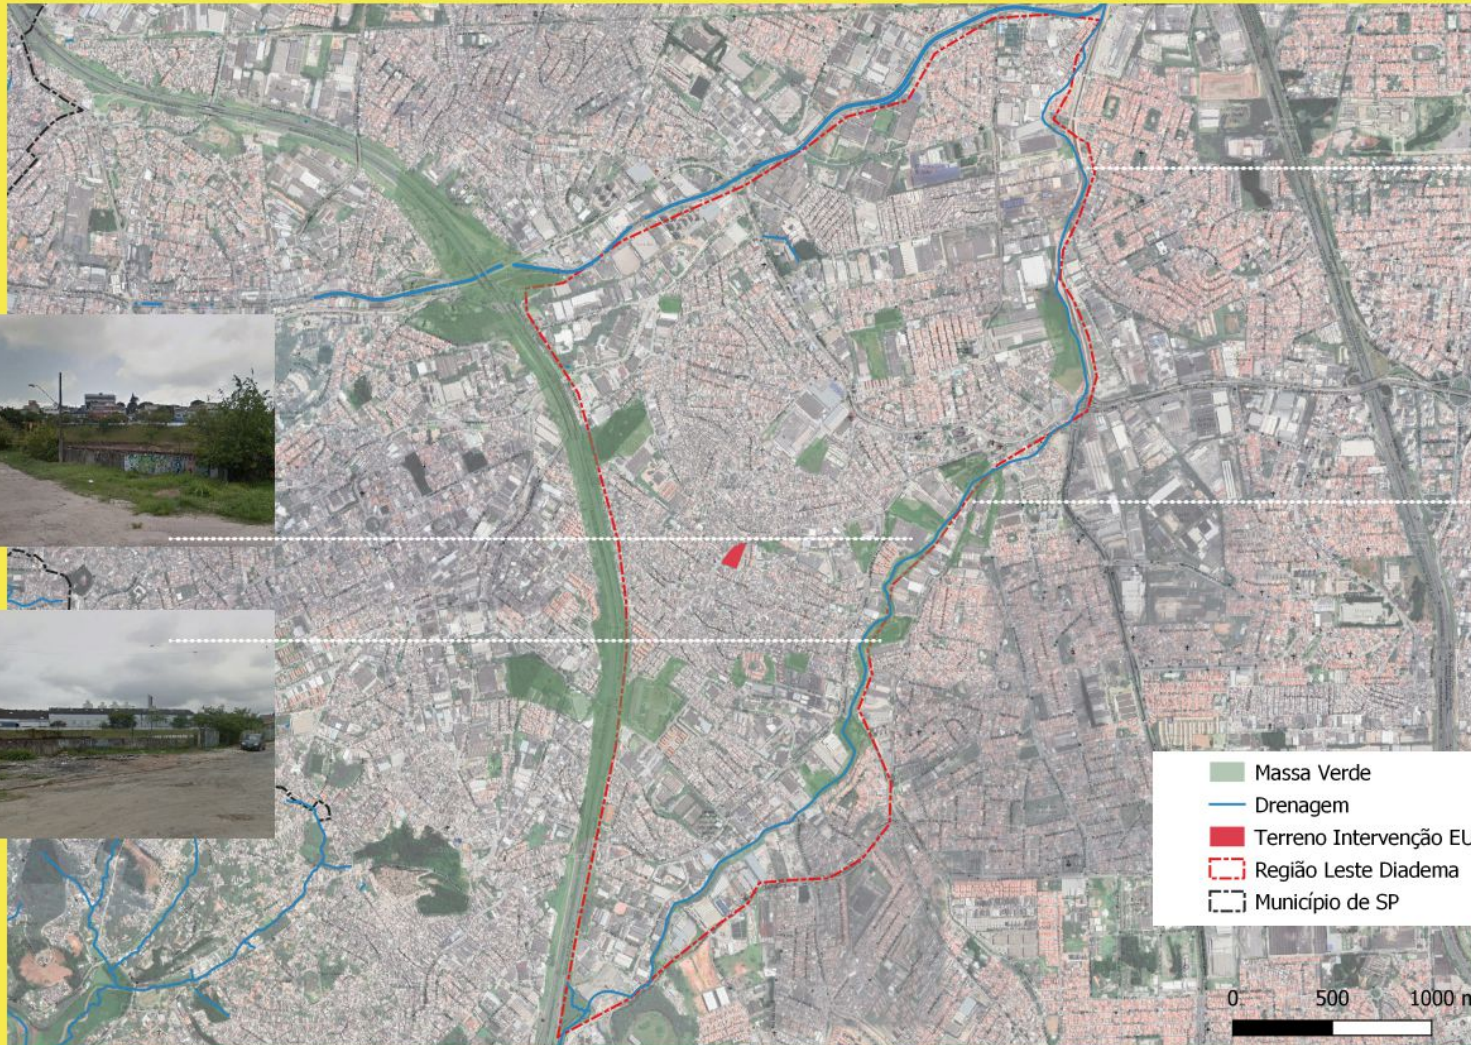 Massa Verde
Drenagem
Terreno Intervenção EU
Região Leste Diadema
Município de SP
0 500 1000 m